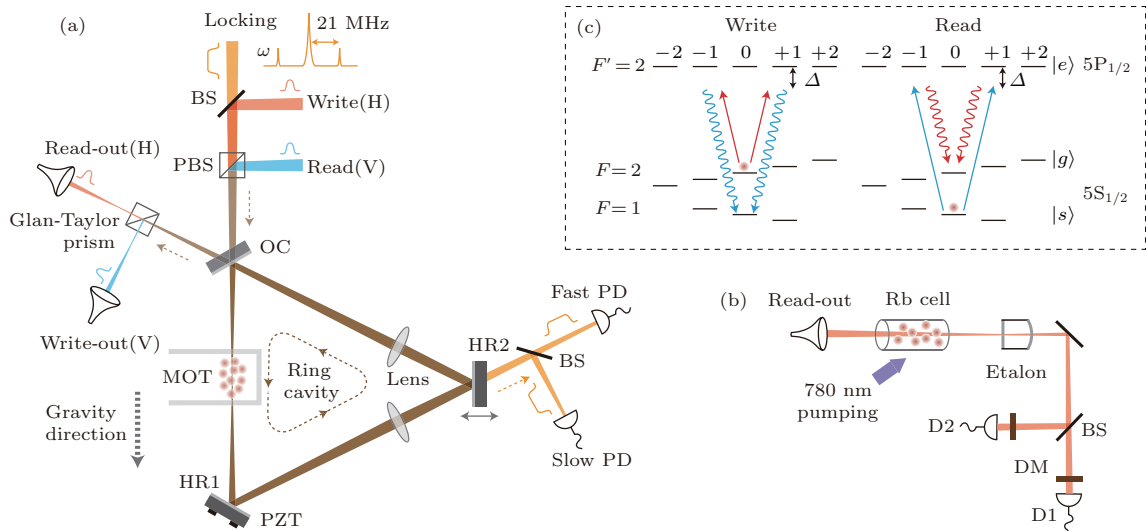 (a)
Locking
21 MHz
ω
BS
Write(H)
PBS
Read(V)
Read-out(H)
Glan-Taylor
prism
OC
Write-out(V)
MOT
Ring
cavity
Lens
HR2
Fast PD
BS
Slow PD
Gravity
direction
HR1
PZT
(c)
Write
Read
−2 −1 0 +1 +2
−2 −1 0 +1 +2
F′=2
|e⟩ 5P1/2
Δ
Δ
F=2
|g⟩
5S1/2
F=1
|s⟩
(b)
Read-out
Rb cell
Etalon
780 nm
pumping
D2
BS
DM
D1